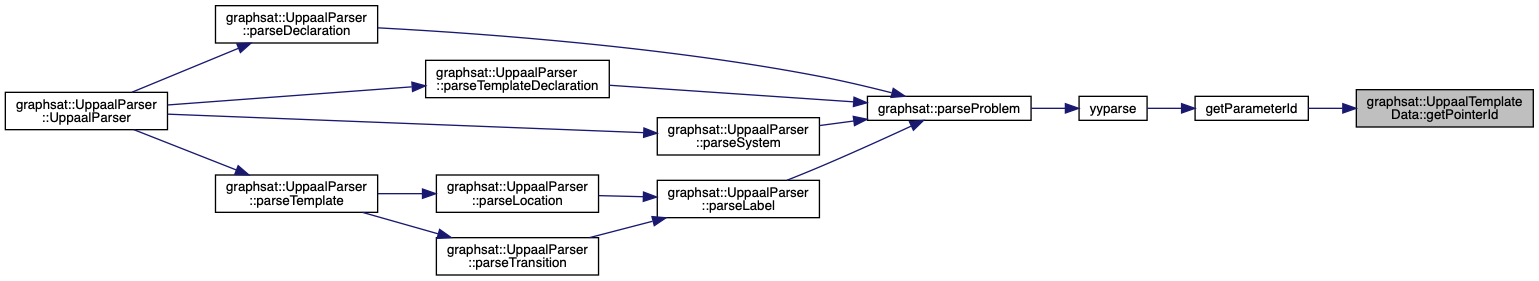 graphsat::UppaalParser
::parseDeclaration
graphsat::UppaalParser
::parseTemplateDeclaration
graphsat::UppaalTemplate
Data::getPointerId
graphsat::UppaalParser
::UppaalParser
graphsat::parseProblem
yyparse
getParameterId
graphsat::UppaalParser
::parseSystem
graphsat::UppaalParser
::parseTemplate
graphsat::UppaalParser
::parseLocation
graphsat::UppaalParser
::parseLabel
graphsat::UppaalParser
::parseTransition